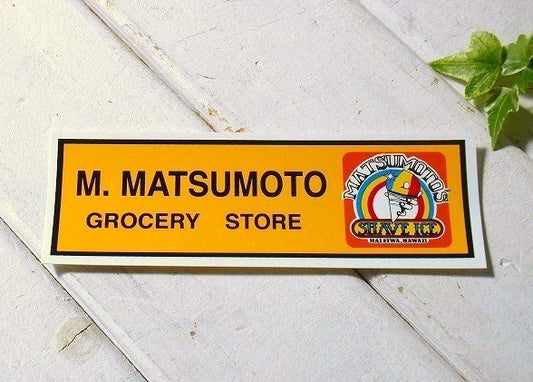 M. MATSUMOTO
GROCERY STORE
MATSUMOTO'S
SHAVE ICE
HALEIWA, HAWAII